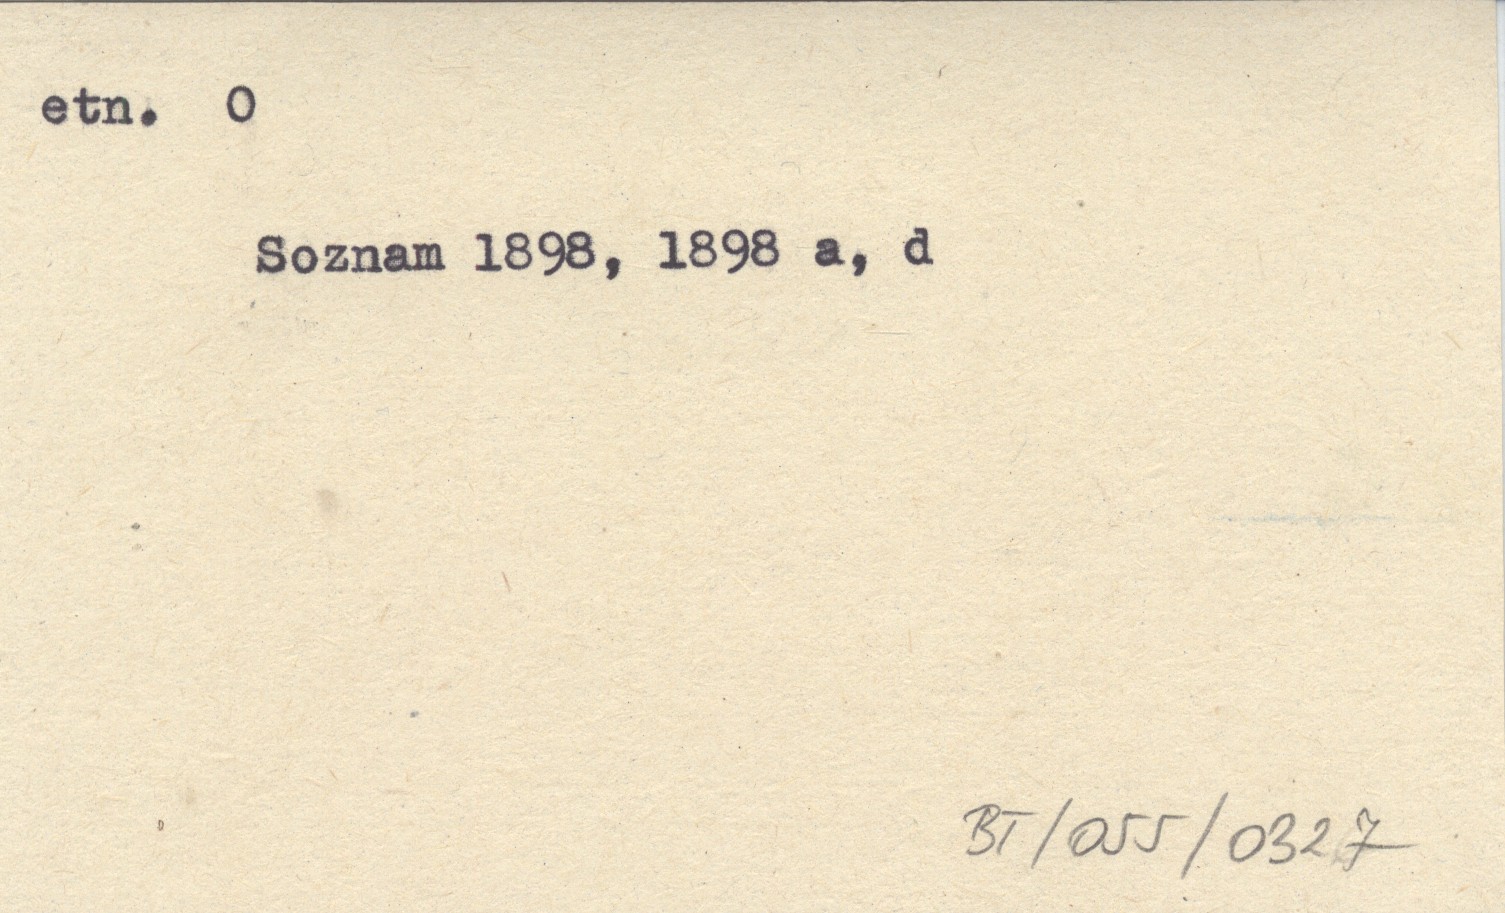 etn. O
Soznam 1898, 1898 a, d
BT/055/0327